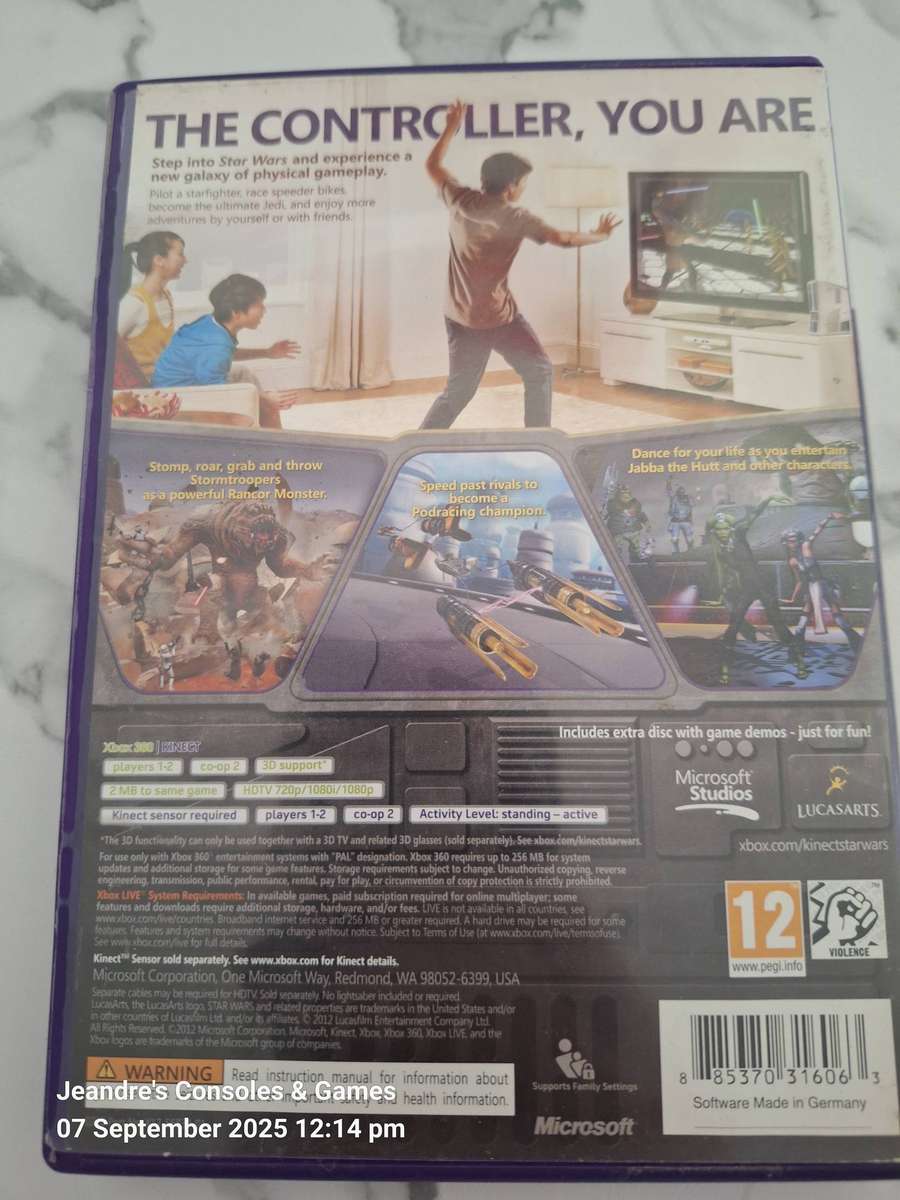 THE CONTROLLER, YOU ARE
Step into Star Wars and experience a
new galaxy of physical gameplay.
Pilot a starfighter, race speeder bikes,
become the ultimate Jedi, and enjoy more
adventures by yourself or with friends.
Stomp, roar, grab and throw
Stormtroopers
as a powerful Rancor Monster.
Speed past rivals to
become a
Podracing champion.
Dance for your life as you entertain
Jabba the Hutt and other characters.
Includes extra disc with game demos - just for fun!
Xbox 360 | KINECT
players 1-2 co-op 2 3D support*
2 MB to same game HDTV 720p/1080i/1080p
Kinect sensor required players 1-2 co-op 2 Activity Level: standing – active
Microsoft®
Studios
LUCASARTS
xbox.com/kinectstarwars
*The 3D functionality can only be used together with a 3D TV and related 3D glasses (sold separately). See xbox.com/kinectstarwars.
For use only with Xbox 360® entertainment systems with "PAL" designation. Xbox 360 requires up to 256 MB for system
updates and additional storage for some game features. Storage requirements subject to change. Unauthorized copying, reverse
engineering, transmission, public performance, rental, pay for play, or circumvention of copy protection is strictly prohibited.
Xbox LIVE™ System Requirements: In available games, paid subscription required for online multiplayer; some
features and downloads require additional storage, hardware, and/or fees. LIVE is not available in all countries, see
www.xbox.com/live/countries. Broadband internet service and 256 MB or greater required. A hard drive may be required for some
features. Features and system requirements may change without notice. Subject to Terms of Use (at www.xbox.com/live/termsofuse).
See www.xbox.com/live for full details.
Kinect™ Sensor sold separately. See www.xbox.com for Kinect details.
Microsoft Corporation, One Microsoft Way, Redmond, WA 98052-6399, USA
Separate cables may be required for HDTV. Sold separately. No lightsaber included or required.
LucasArts, the LucasArts logo, STAR WARS and related properties are trademarks in the United States and/or
in other countries of Lucasfilm Ltd. and/or its affiliates, © 2012 Lucasfilm Entertainment Company Ltd.
All Rights Reserved. ©2012 Microsoft Corporation. Microsoft, Kinect, Xbox, Xbox 360, Xbox LIVE, and the
Xbox logos are trademarks of the Microsoft group of companies.
12
www.pegi.info
VIOLENCE
WARNING
Read instruction manual for information about
important safety and health information.
Supports Family Settings
Microsoft
8 85370 31606 3
Software Made in Germany
Jeandre's Consoles & Games
07 September 2025 12:14 pm